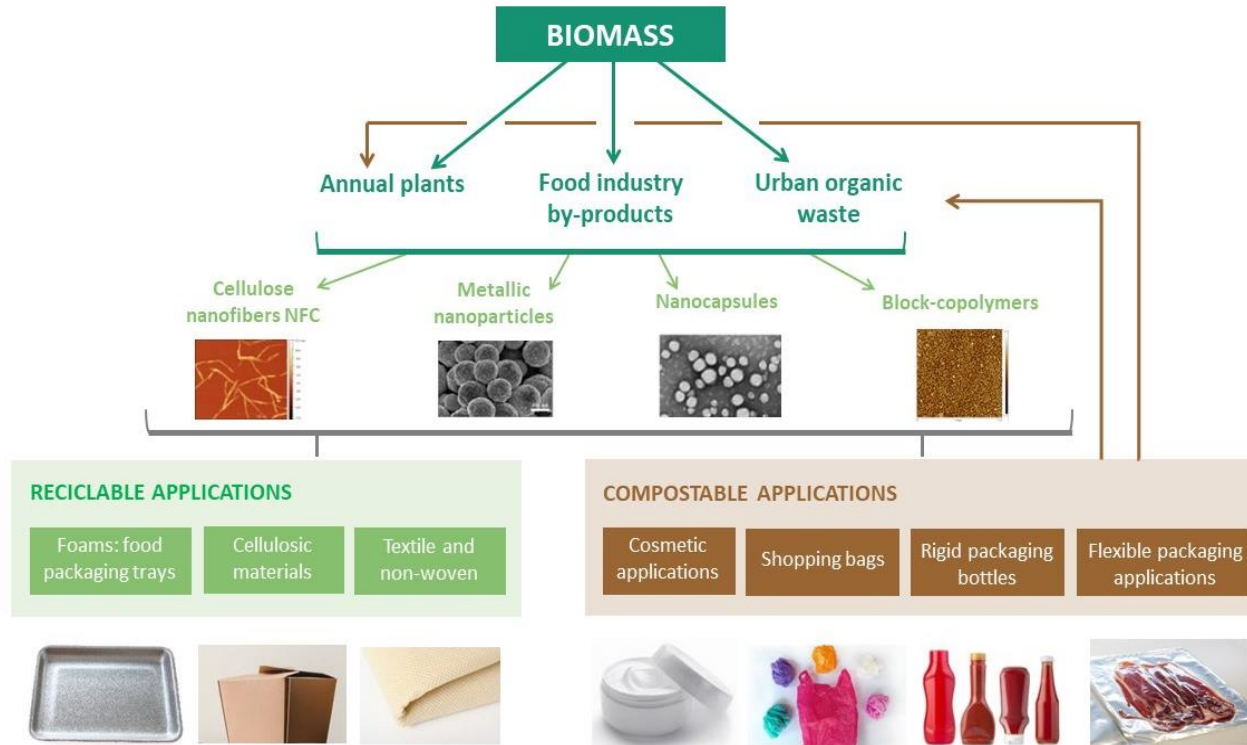 BIOMASS
Annual plants
Food industry
by-products
Urban organic
waste
Cellulose
nanofibers NFC
Metallic
nanoparticles
Nanocapsules
Block-copolymers
RECICLABLE APPLICATIONS
Foams: food
packaging trays
Cellulosic
materials
Textile and
non-woven
COMPOSTABLE APPLICATIONS
Cosmetic
applications
Shopping bags
Rigid packaging
bottles
Flexible packaging
applications